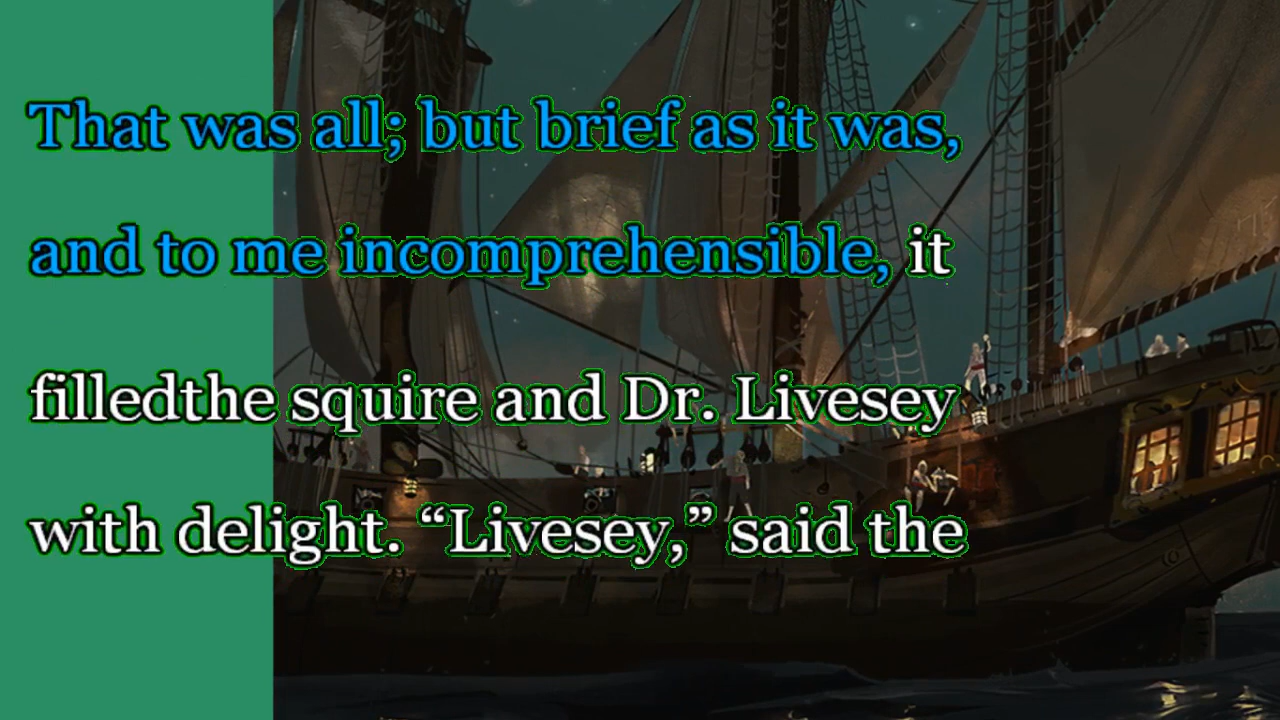 That was all; but brief as it was,
and to me incomprehensible, it
filledthe squire and Dr. Livesey
with delight. “Livesey,” said the